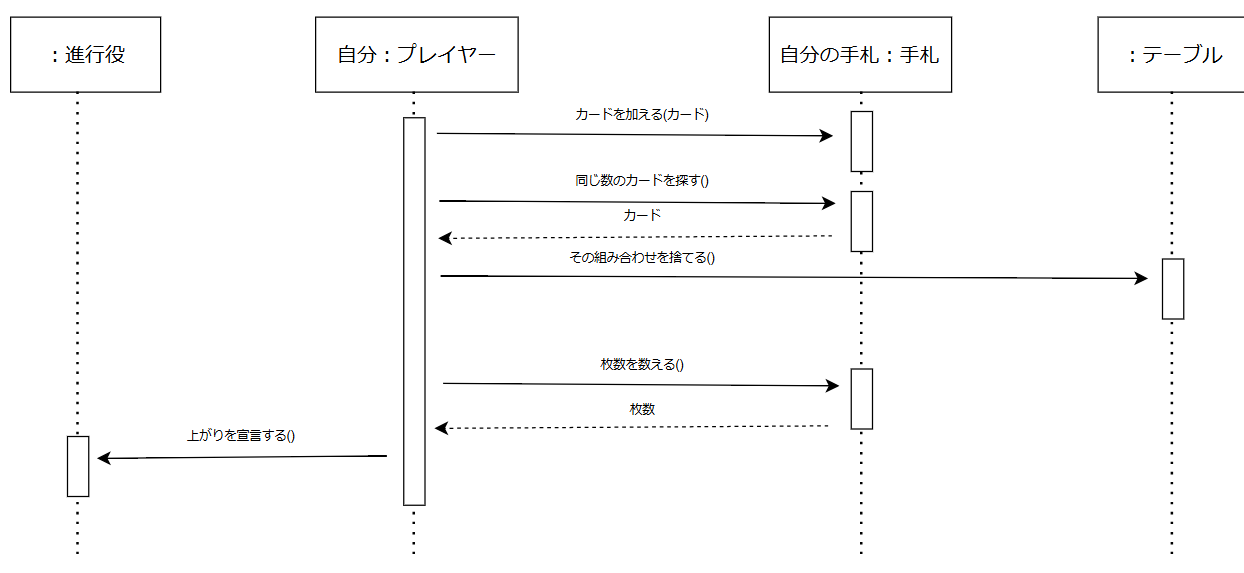 ：進行役
自分：プレイヤー
自分の手札：手札
：テーブル
カードを加える(カード)
同じ数のカードを探す()
カード
その組み合わせを捨てる()
枚数を数える()
枚数
上がりを宣言する()